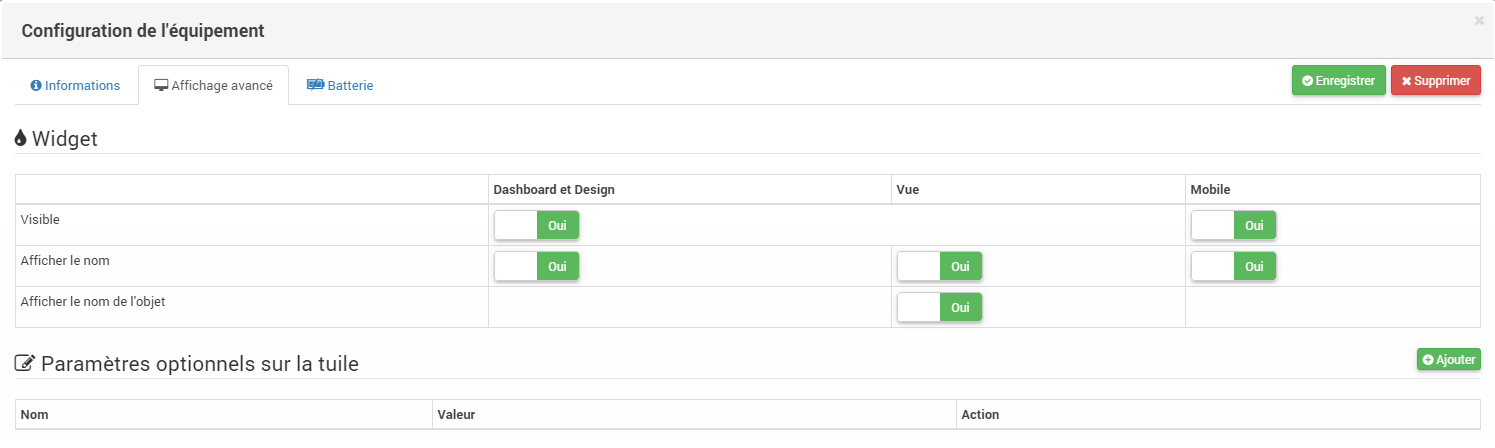 Configuration de l'équipement
Informations Affichage avancé Batterie Enregistrer Supprimer
Widget
Dashboard et Design Vue Mobile
Visible Oui Oui
Afficher le nom Oui Oui Oui
Afficher le nom de l'objet Oui
Paramètres optionnels sur la tuile Ajouter
Nom Valeur Action